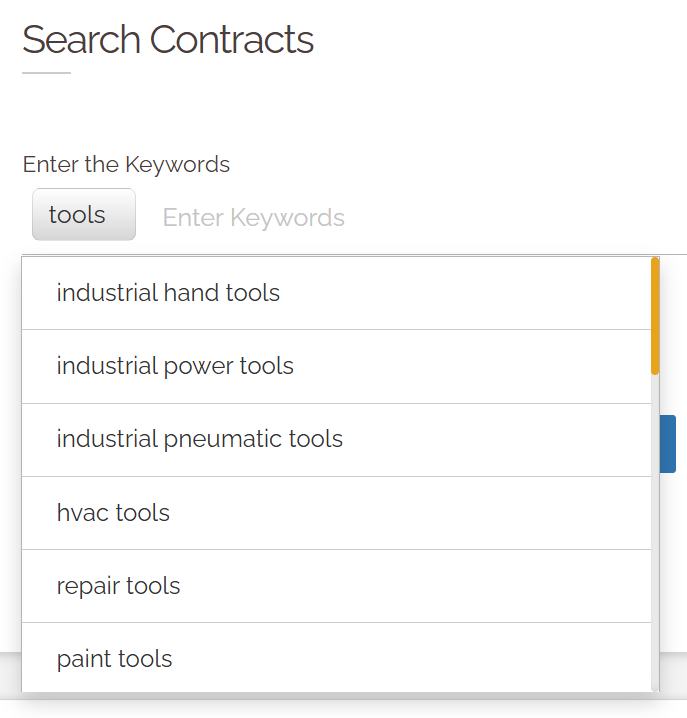 Search Contracts
Enter the Keywords
tools Enter Keywords
industrial hand tools
industrial power tools
industrial pneumatic tools
hvac tools
repair tools
paint tools